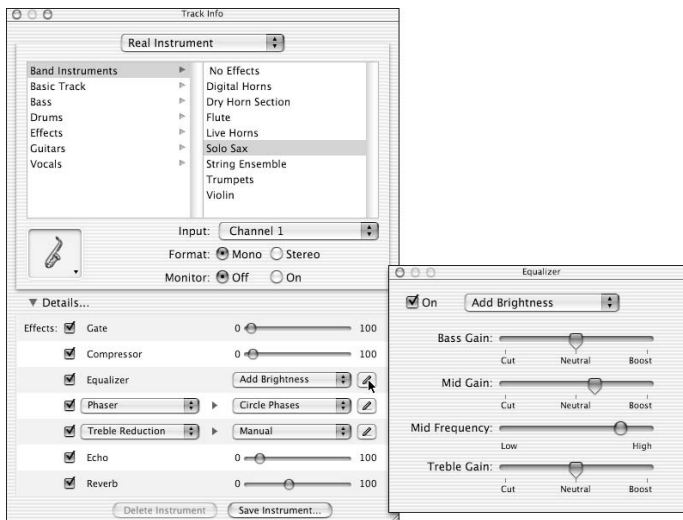 Track Info
Real Instrument
Band Instruments
Basic Track
Bass
Drums
Effects
Guitars
Vocals
No Effects
Digital Horns
Dry Horn Section
Flute
Live Horns
Solo Sax
String Ensemble
Trumpets
Violin
Input: Channel 1
Format: Mono Stereo
Monitor: Off On
Details...
Effects: Gate 0 100
Compressor 0 100
Equalizer Add Brightness
Phaser Circle Phases
Treble Reduction Manual
Echo 0 100
Reverb 0 100
Delete Instrument Save Instrument...
Equalizer
On Add Brightness
Bass Gain:
Cut Neutral Boost
Mid Gain:
Cut Neutral Boost
Mid Frequency:
Low High
Treble Gain:
Cut Neutral Boost